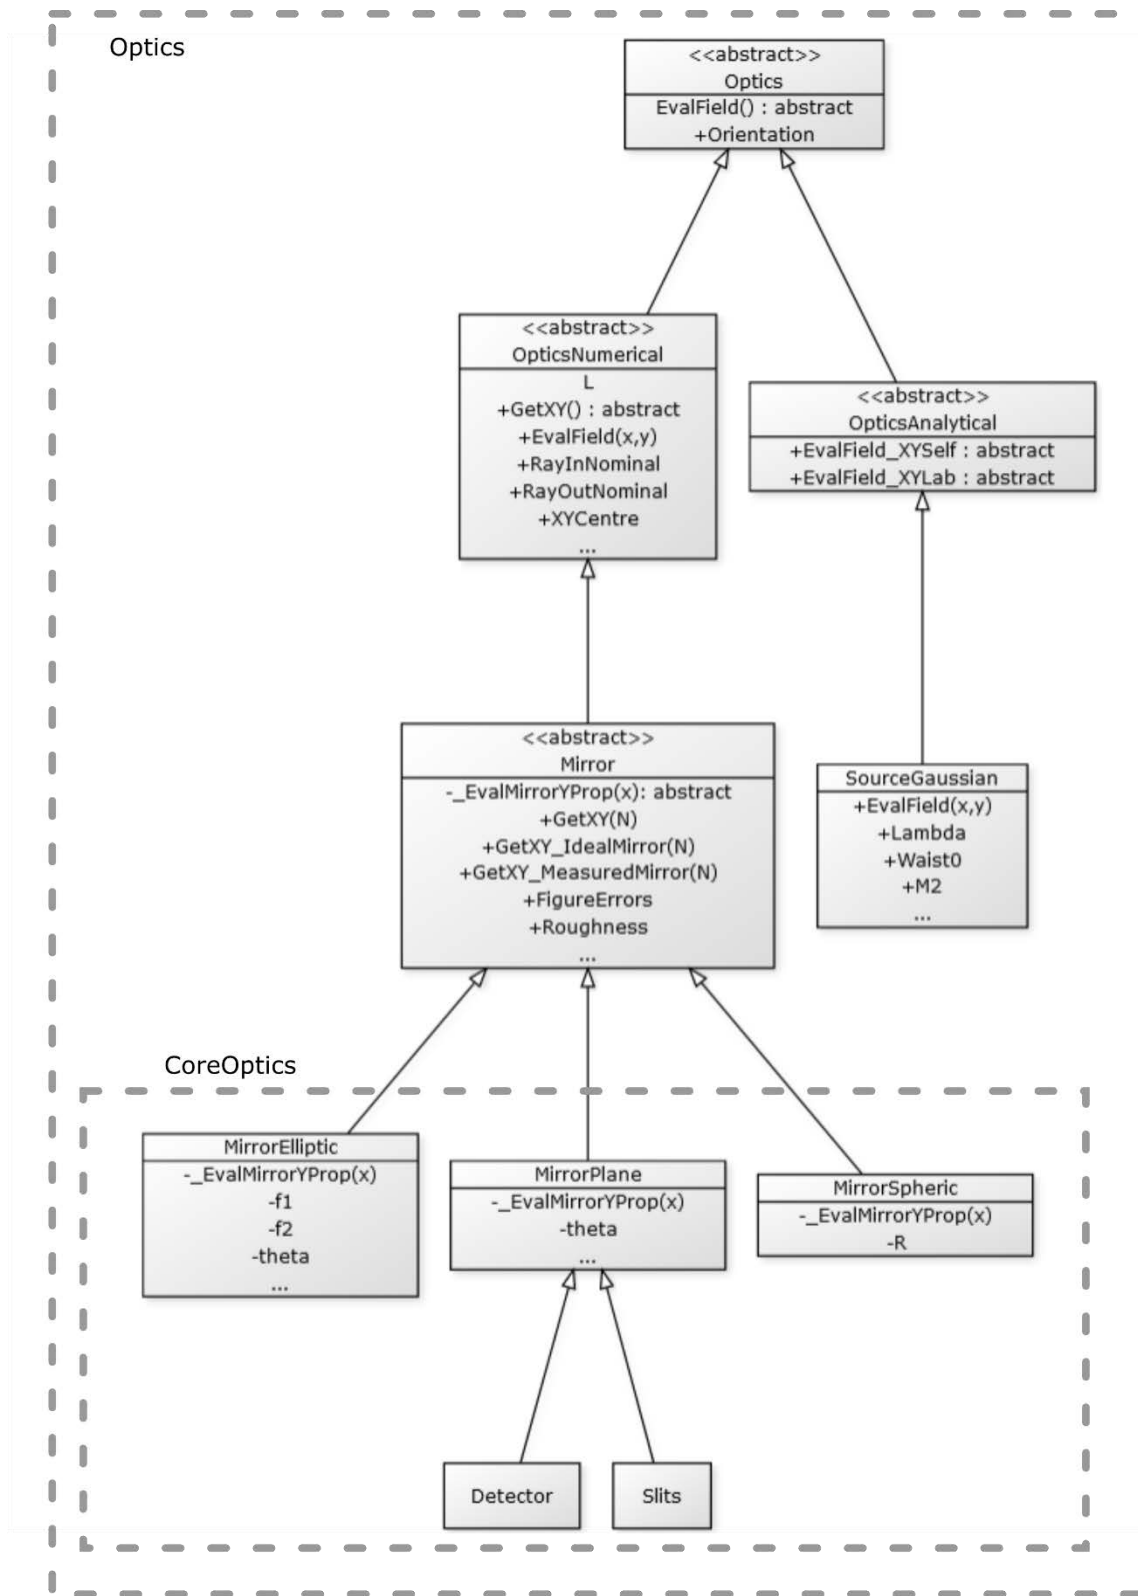 Optics
<<abstract>>
Optics
EvalField() : abstract
+Orientation
<<abstract>>
OpticsNumerical
L
+GetXY() : abstract
+EvalField(x,y)
+RayInNominal
+RayOutNominal
+XYCentre
...
<<abstract>>
OpticsAnalytical
+EvalField_XYSelf : abstract
+EvalField_XYLab : abstract
<<abstract>>
Mirror
-_EvalMirrorYProp(x): abstract
+GetXY(N)
+GetXY_IdealMirror(N)
+GetXY_MeasuredMirror(N)
+FigureErrors
+Roughness
...
SourceGaussian
+EvalField(x,y)
+Lambda
+Waist0
+M2
...
CoreOptics
MirrorElliptic
-_EvalMirrorYProp(x)
-f1
-f2
-theta
...
MirrorPlane
-_EvalMirrorYProp(x)
-theta
...
MirrorSpheric
-_EvalMirrorYProp(x)
-R
Detector
Slits